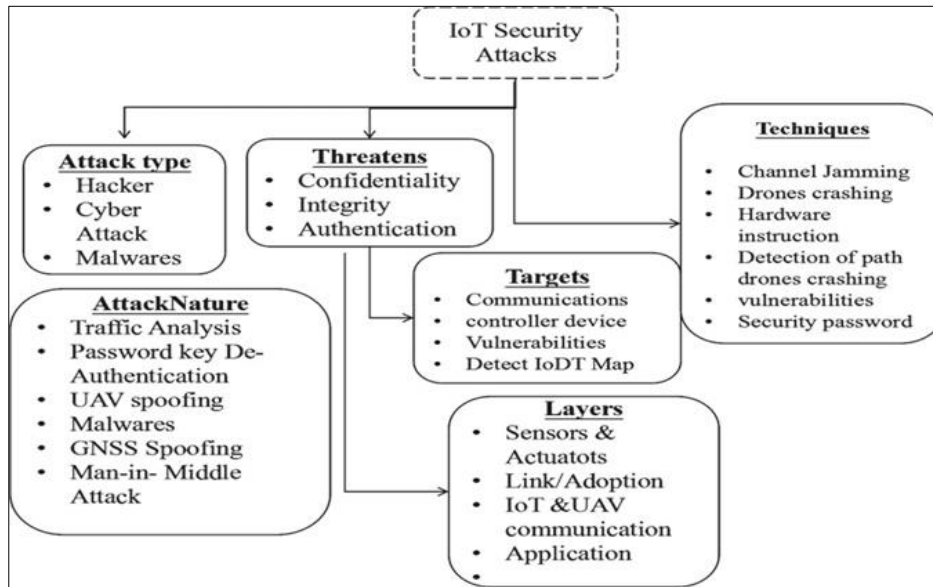 IoT Security
Attacks
Attack type
• Hacker
• Cyber
Attack
• Malwares
Threatens
• Confidentiality
• Integrity
• Authentication
Techniques
• Channel Jamming
• Drones crashing
• Hardware
instruction
• Detection of path
drones crashing
• vulnerabilities
• Security password
AttackNature
• Traffic Analysis
• Password key De-
Authentication
• UAV spoofing
• Malwares
• GNSS Spoofing
• Man-in- Middle
Attack
Targets
• Communications
• controller device
• Vulnerabilities
• Detect IoDT Map
Layers
• Sensors &
Actuatots
• Link/Adoption
• IoT &UAV
communication
• Application
•